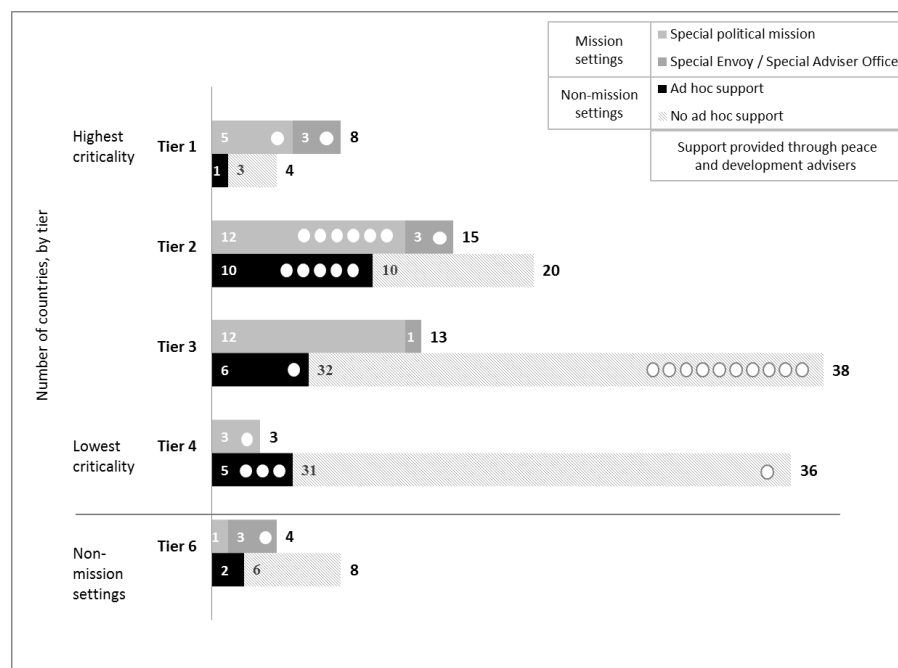 Mission
settings
Special political mission
Special Envoy / Special Adviser Office
Non-mission
settings
Ad hoc support
No ad hoc support
Support provided through peace
and development advisers
Number of countries, by tier
Highest
criticality
Tier 1
5
3
8
1
3
4
Tier 2
12
3
15
10
10
20
Tier 3
12
1
13
6
32
38
Lowest
criticality
Tier 4
3
3
5
31
36
Non-
mission
settings
Tier 6
1
3
4
2
6
8